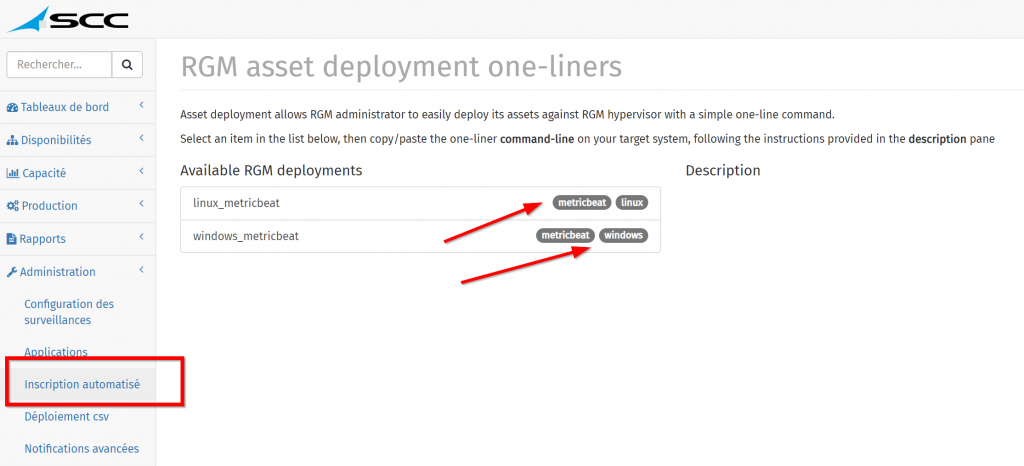 SCC
Rechercher...
Tableaux de bord
Disponibilités
Capacité
Production
Rapports
Administration
Configuration des
surveillances
Applications
Inscription automatisé
Déploiement csv
Notifications avancées
RGM asset deployment one-liners
Asset deployment allows RGM administrator to easily deploy its assets against RGM hypervisor with a simple one-line command.
Select an item in the list below, then copy/paste the one-liner command-line on your target system, following the instructions provided in the description pane
Available RGM deployments
linux_metricbeat metricbeat linux
windows_metricbeat metricbeat windows
Description